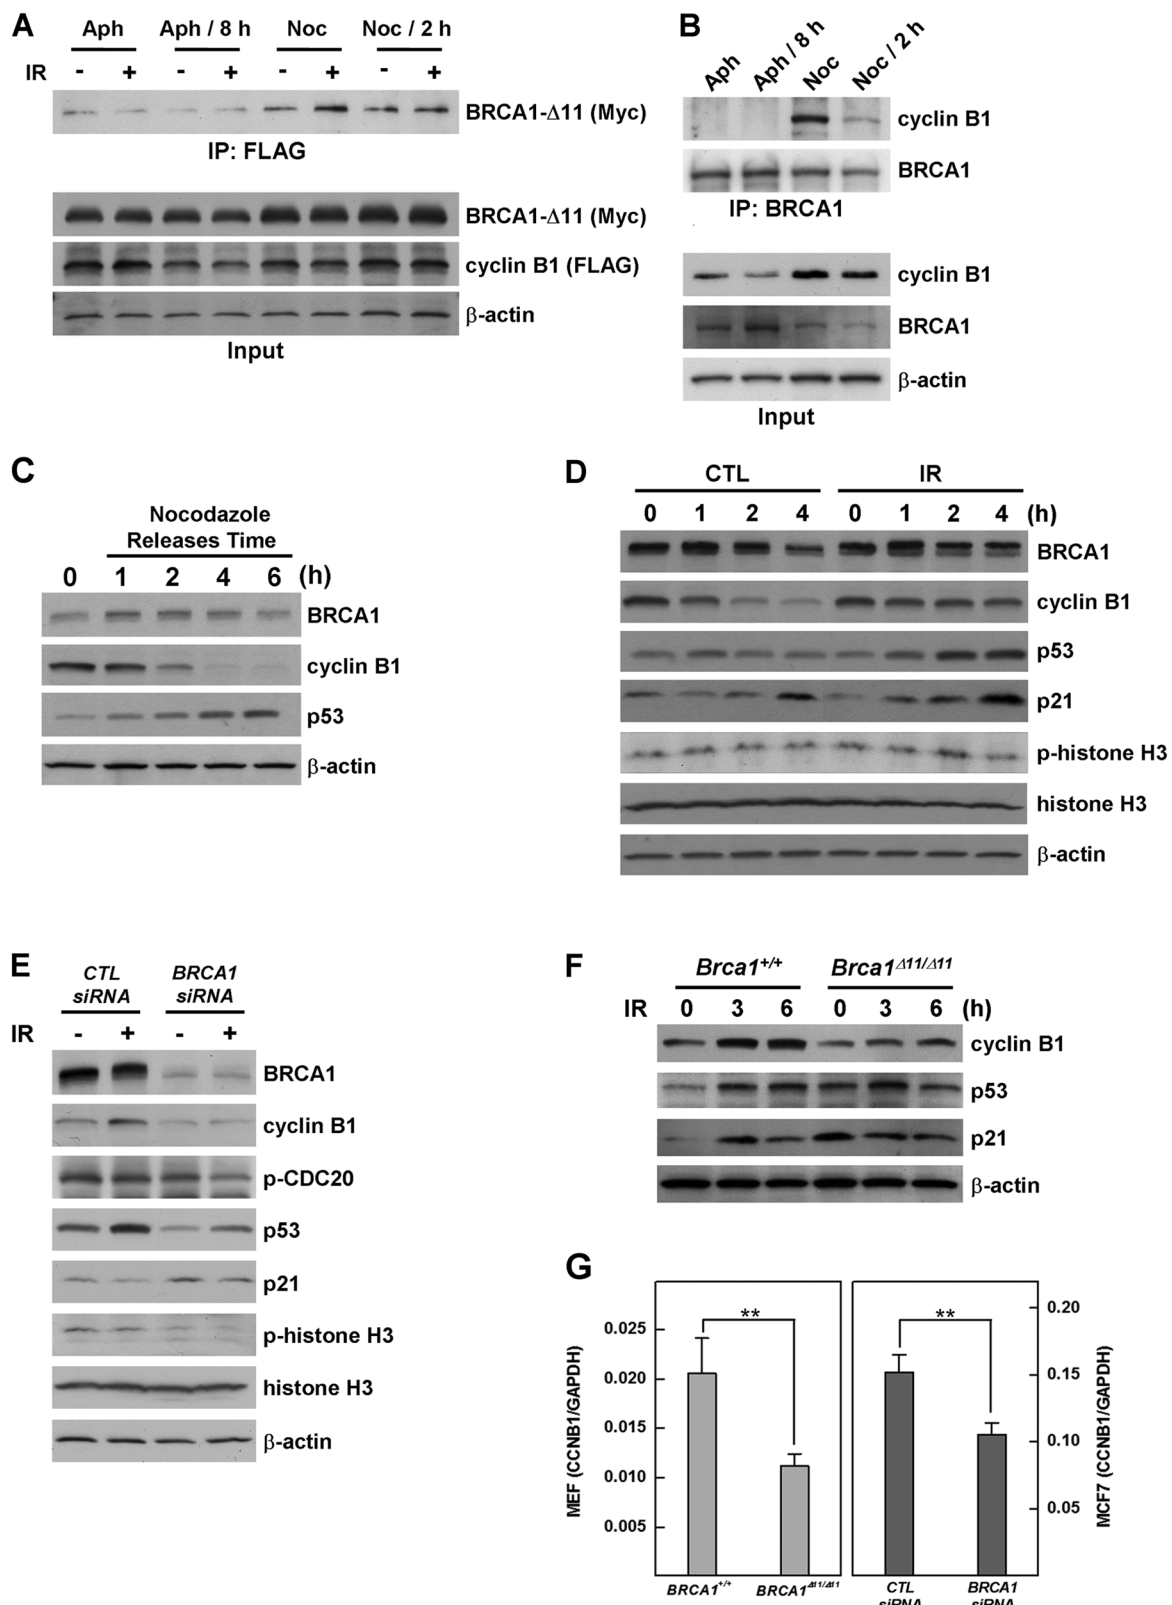 A
Aph Aph / 8 h Noc Noc / 2 h
IR - + - + - + - +
BRCA1-Δ11 (Myc)
IP: FLAG
BRCA1-Δ11 (Myc)
cyclin B1 (FLAG)
β-actin
Input
B
Aph Aph / 8 h Noc Noc / 2 h
cyclin B1
BRCA1
IP: BRCA1
cyclin B1
BRCA1
β-actin
Input
C
Nocodazole
Releases Time
0 1 2 4 6 (h)
BRCA1
cyclin B1
p53
β-actin
D
CTL IR
0 1 2 4 0 1 2 4 (h)
BRCA1
cyclin B1
p53
p21
p-histone H3
histone H3
β-actin
E
CTL BRCA1
siRNA siRNA
IR - + - +
BRCA1
cyclin B1
p-CDC20
p53
p21
p-histone H3
histone H3
β-actin
F
Brca1+/+ Brca1Δ11/Δ11
IR 0 3 6 0 3 6 (h)
cyclin B1
p53
p21
β-actin
G
MEF (CCNB1/GAPDH)
0.025
0.020
0.015
0.010
0.005
**
BRCA1+/+ BRCA1Δ11/Δ11
**
0.20
0.15
0.10
0.05
MCF7 (CCNB1/GAPDH)
CTL BRCA1
siRNA siRNA